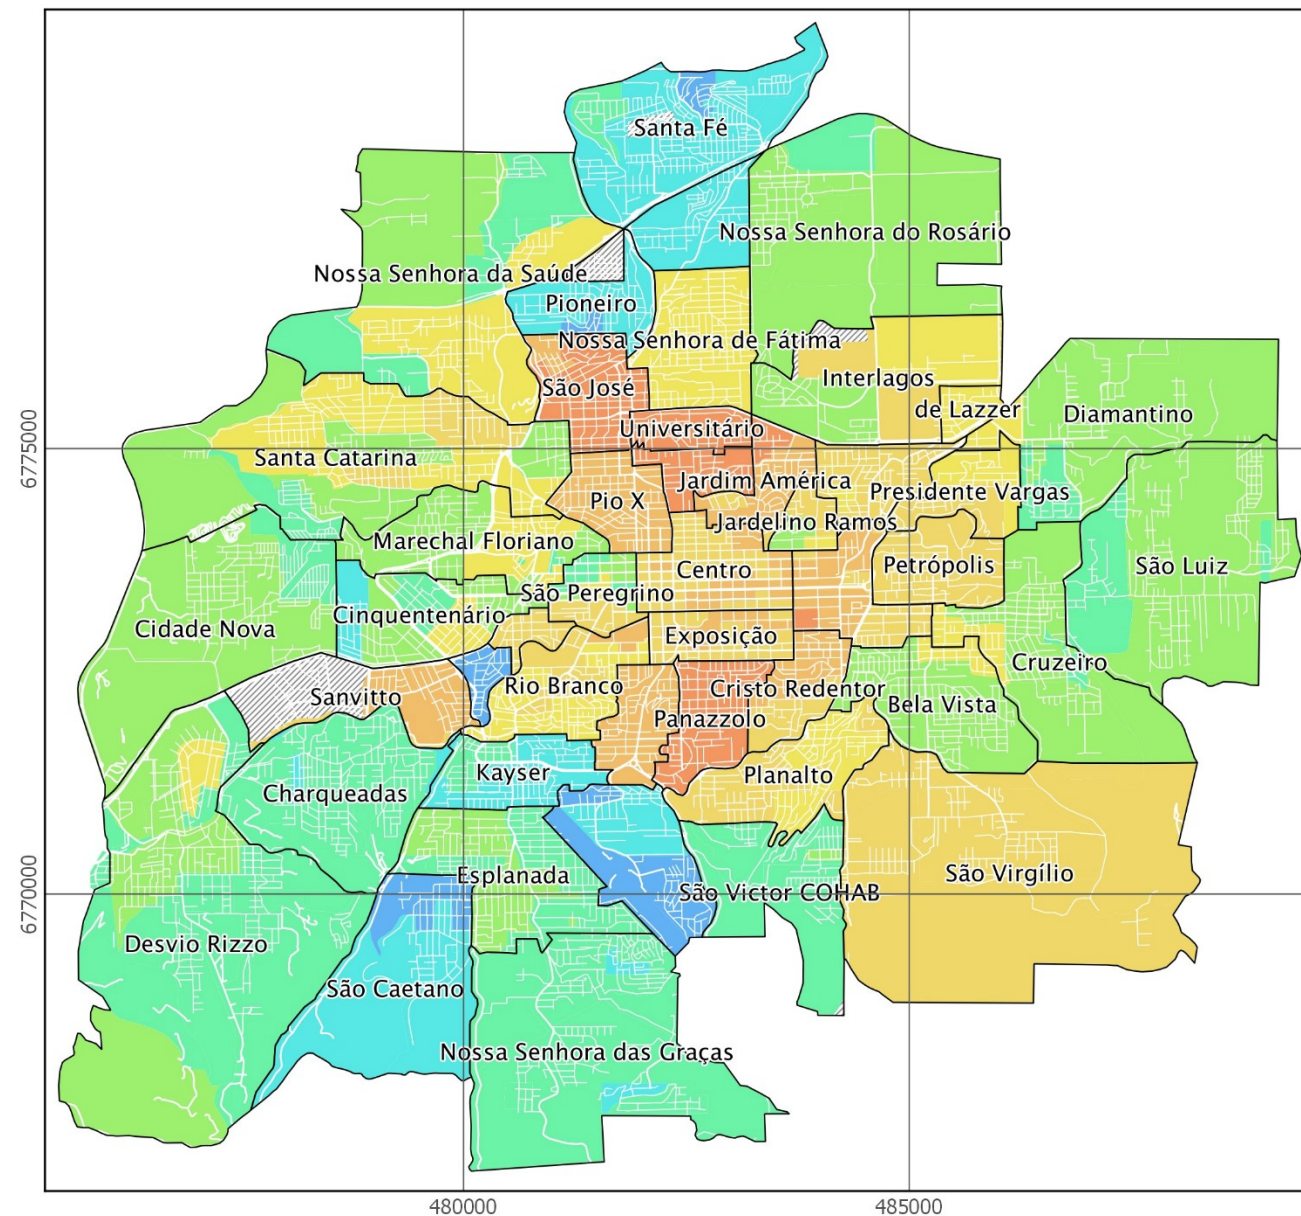 Santa Fé
Nossa Senhora do Rosário
Nossa Senhora da Saúde
Pioneiro
Nossa Senhora de Fátima
Interlagos
São José
de Lazzer
Diamantino
Universitário
6775000
Santa Catarina
Jardim América
Presidente Vargas
Pio X
Jardelino Ramos
Marechal Floriano
Centro
Petrópolis
São Luiz
São Peregrino
Cinquentenário
Cidade Nova
Exposição
Cruzeiro
Sanvitto
Rio Branco
Cristo Redentor
Bela Vista
Panazzolo
Kayser
Planalto
Charqueadas
Esplanada
São Virgílio
6770000
São Victor COHAB
Desvio Rizzo
São Caetano
Nossa Senhora das Graças
480000
485000